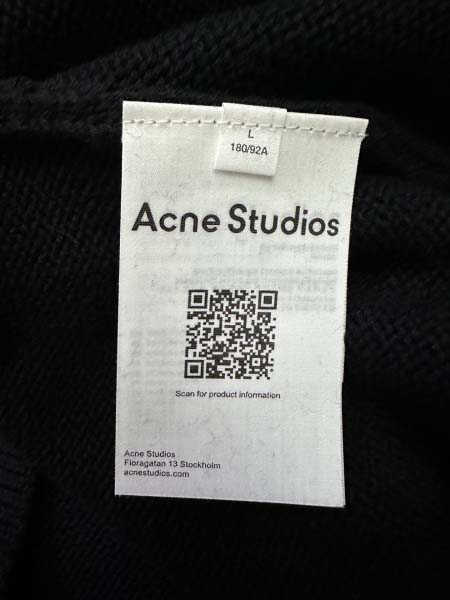 L
180/92A
Acne Studios
Scan for product information
Acne Studios
Floragatan 13 Stockholm
acnestudios.com